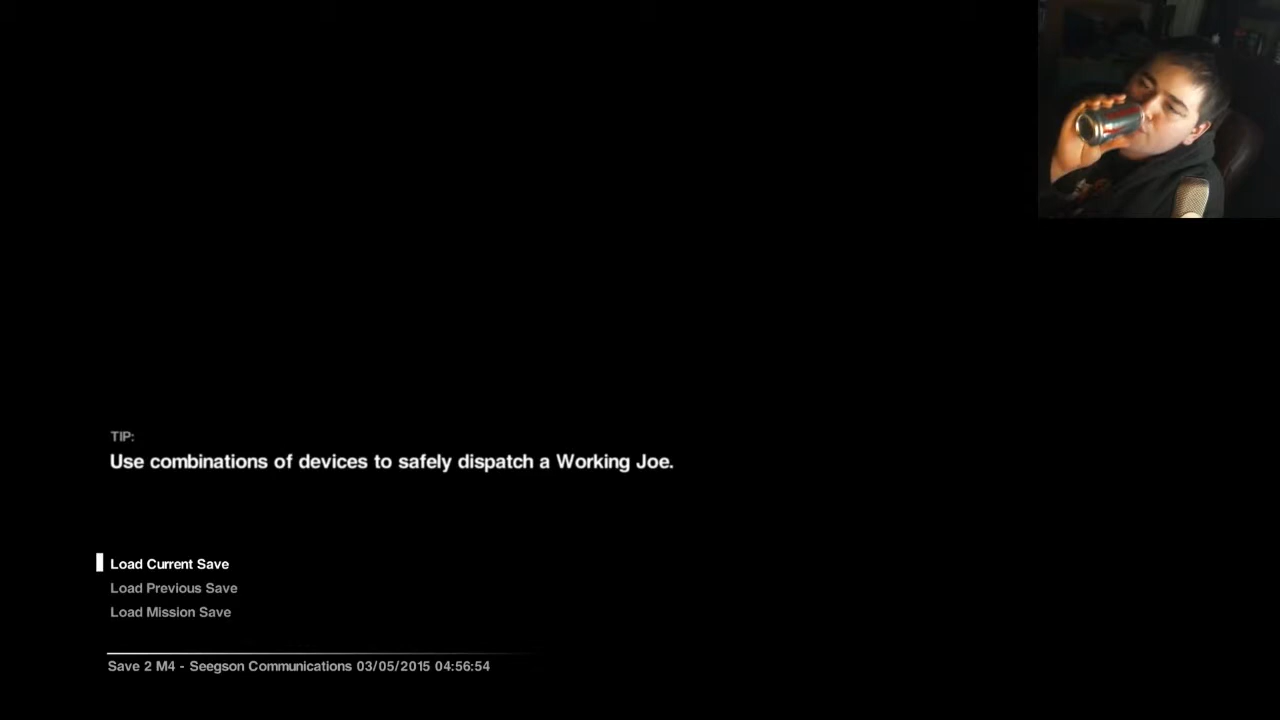 TIP:
Use combinations of devices to safely dispatch a Working Joe.
Load Current Save
Load Previous Save
Load Mission Save
Save 2 M4 - Seegson Communications 03/05/2015 04:56:54